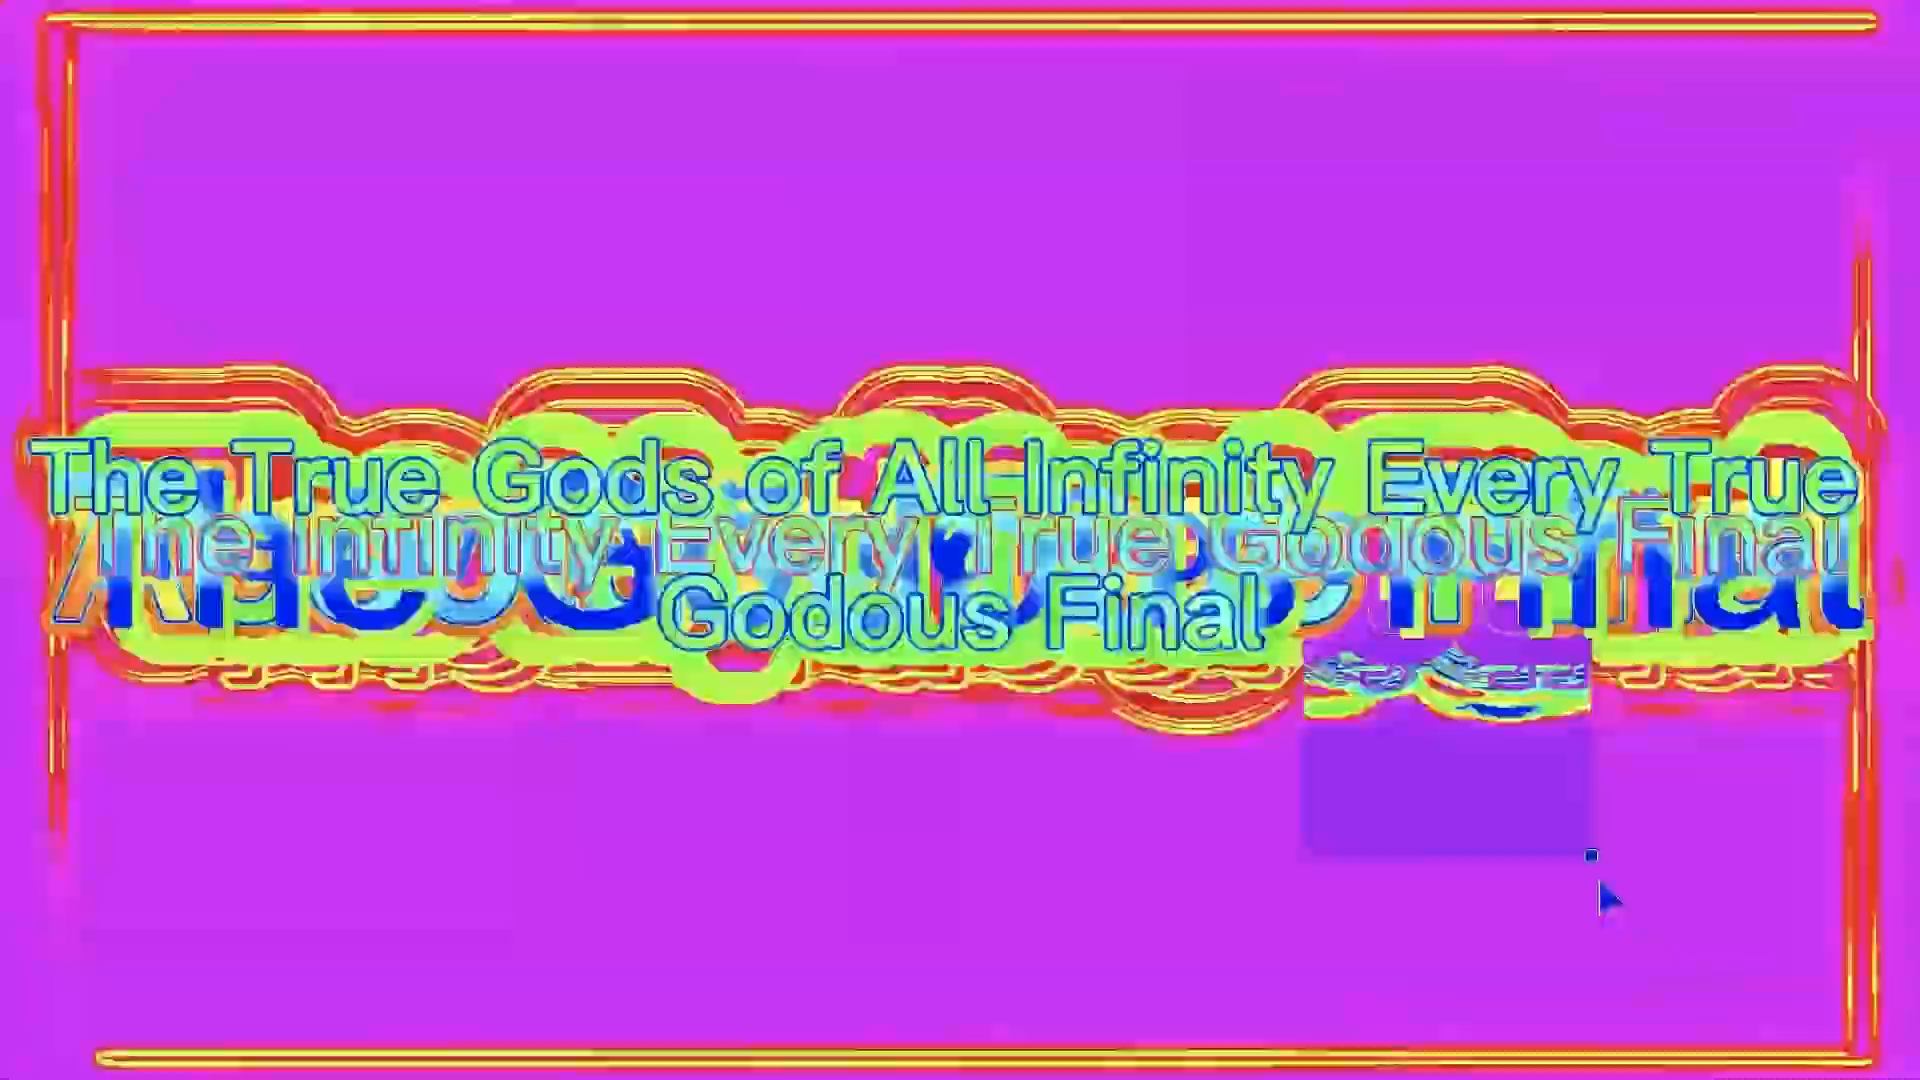 The True Gods of All Infinity Every True
The Infinity Every True Godous Final
Godous Final